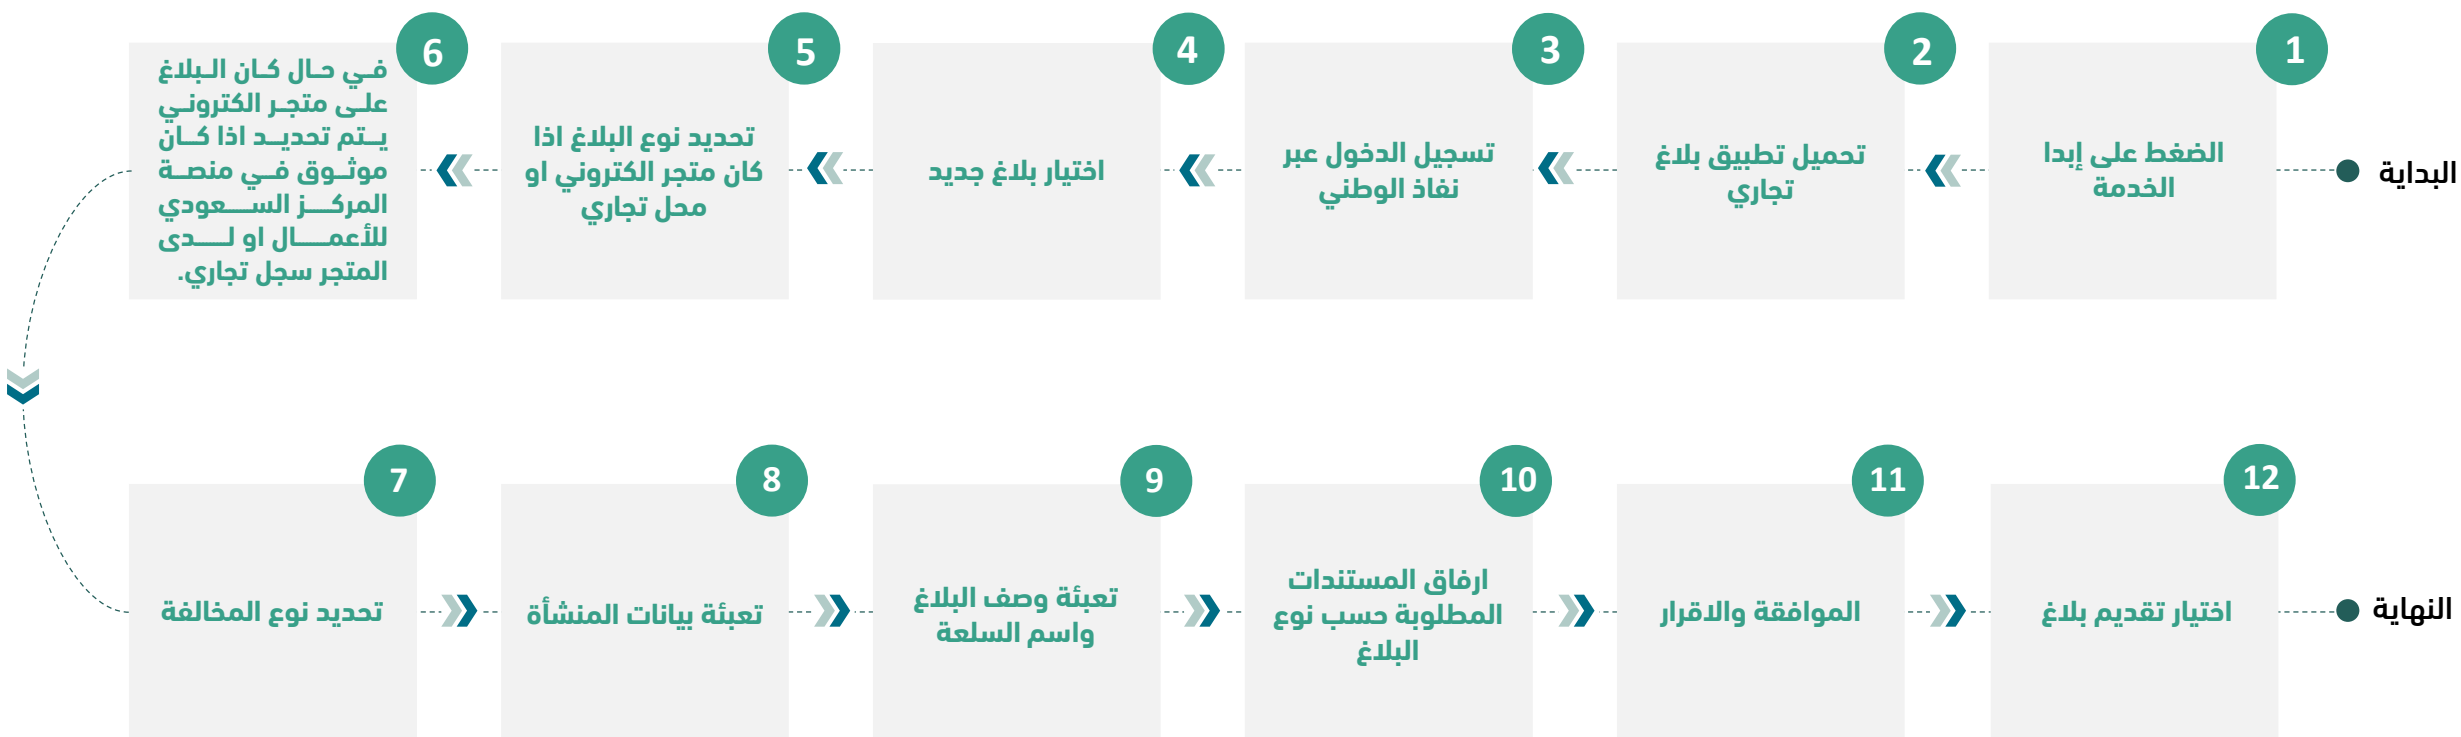 البداية
1
الضغط على إبدا
الخدمة
2
تحميل تطبيق بلاغ
تجاري
3
تسجيل الدخول عبر
نفاذ الوطني
4
اختيار بلاغ جديد
5
تحديد نوع البلاغ اذا
كان متجر الكتروني او
محل تجاري
6
في حال كان البلاغ
على متجر الكتروني
يتم تحديد اذا كان
موثوق في منصة
المركز السعودي
للأعمال او لدى
المتجر سجل تجاري.
7
تحديد نوع المخالفة
8
تعبئة بيانات المنشأة
9
تعبئة وصف البلاغ
واسم السلعة
10
ارفاق المستندات
المطلوبة حسب نوع
البلاغ
11
الموافقة والاقرار
12
اختيار تقديم بلاغ
النهاية